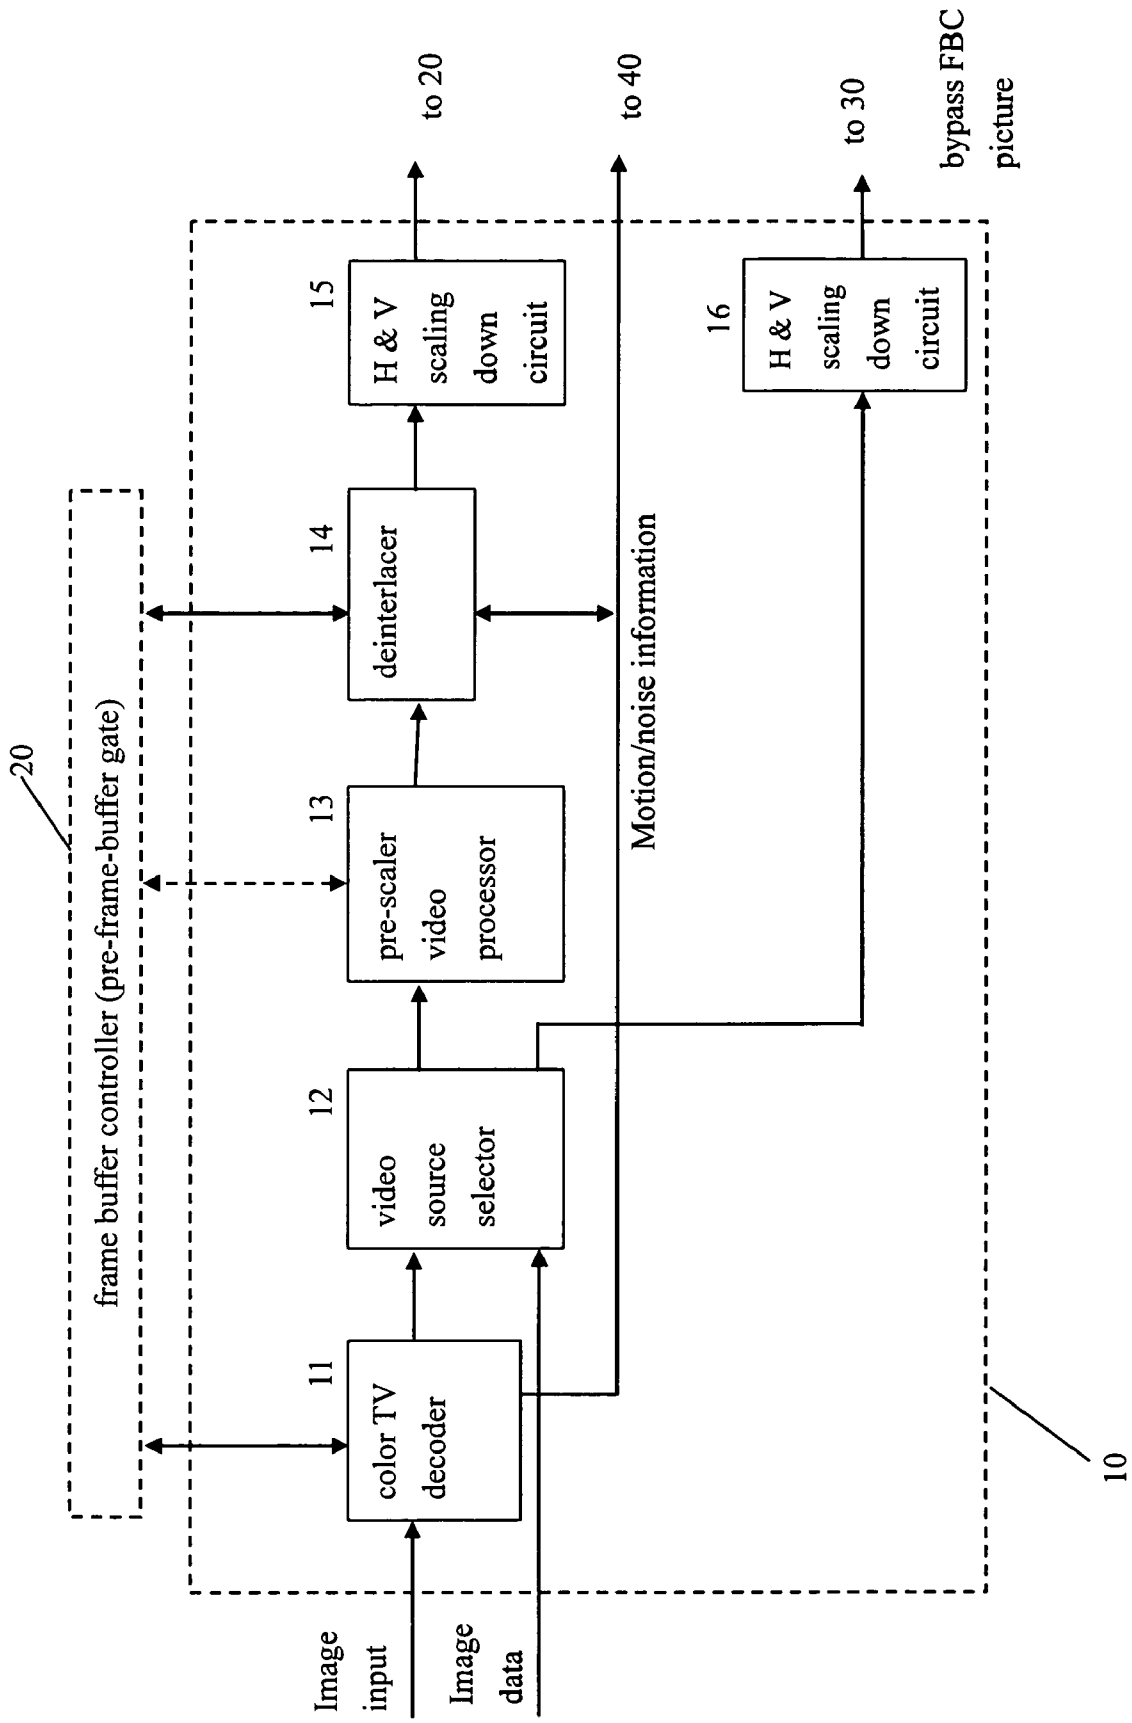 20
frame buffer controller (pre-frame-buffer gate)
Image
input
Image
data
11
color TV
decoder
12
video
source
selector
13
pre-scaler
video
processor
14
deinterlacer
15
H & V
scaling
down
circuit
to 20
to 40
Motion/noise information
16
H & V
scaling
down
circuit
to 30
bypass FBC
picture
10